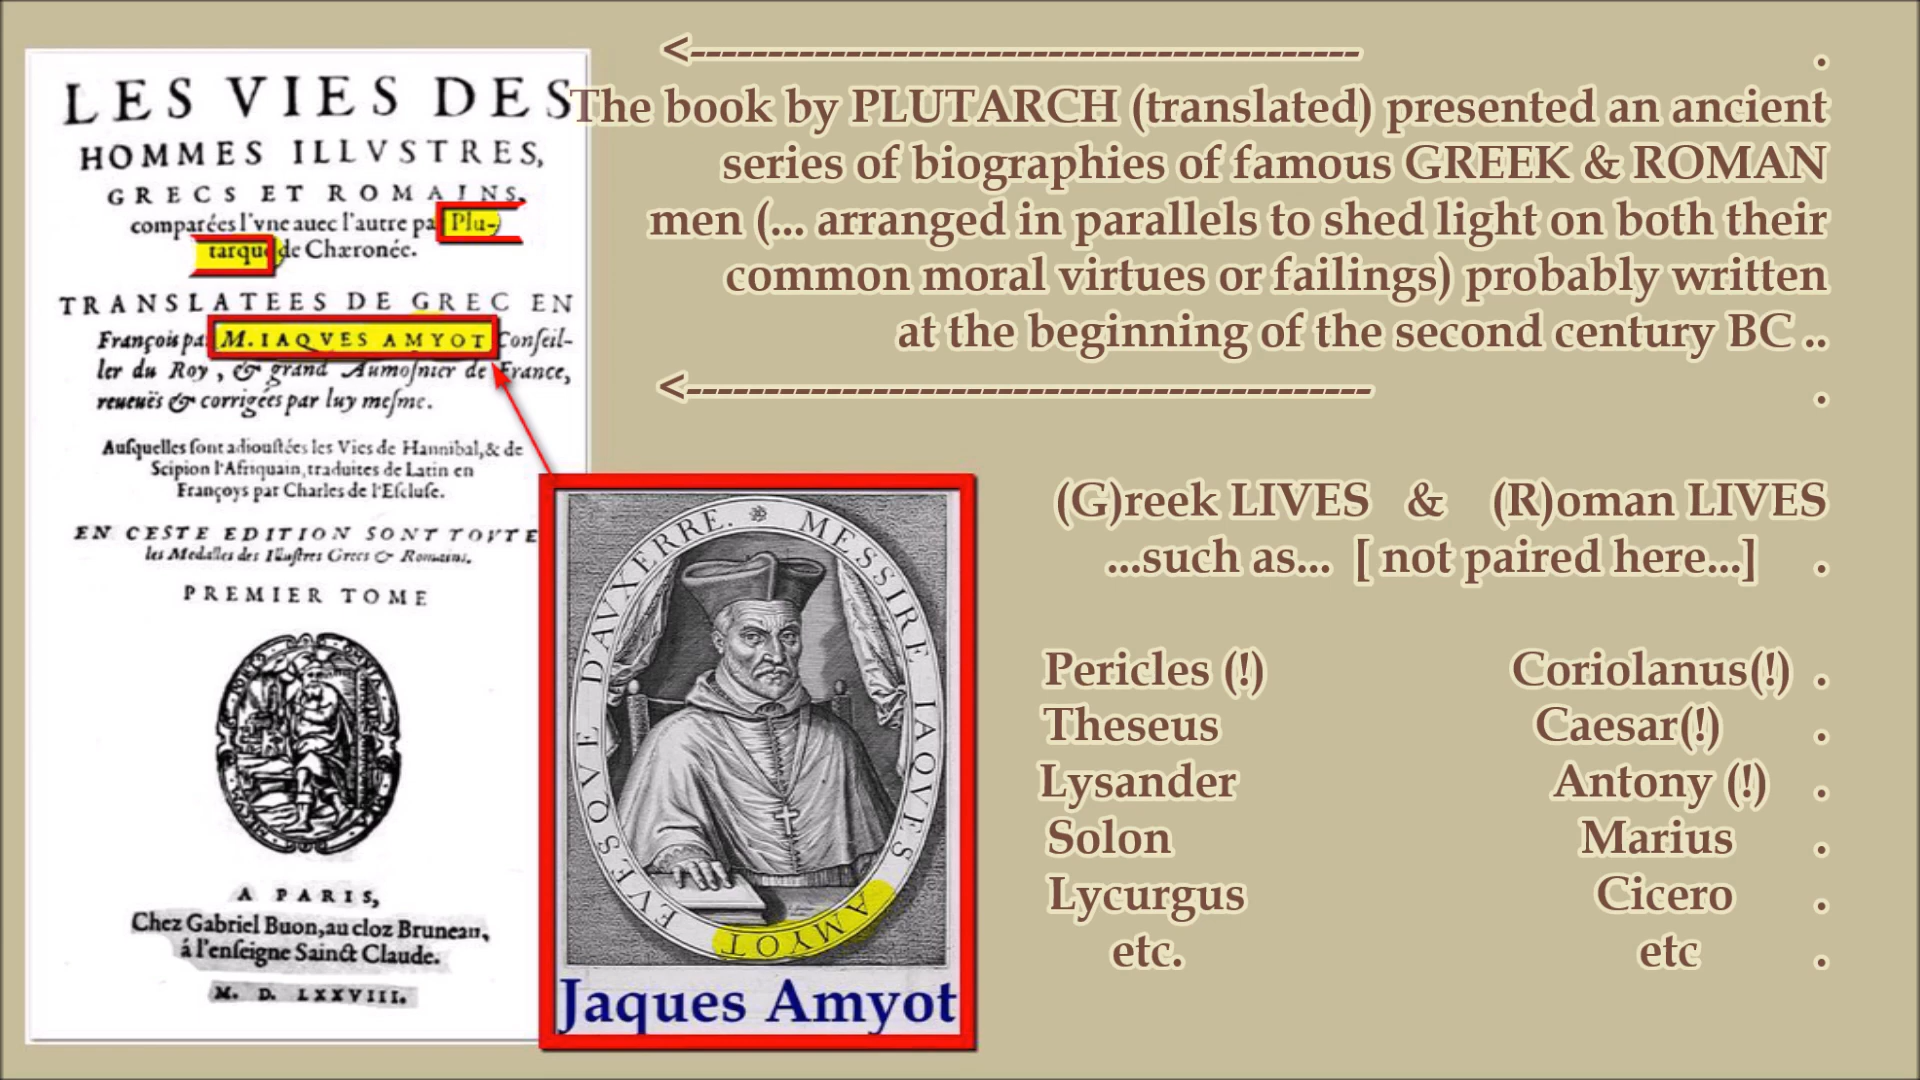 LES VIES DES
HOMMES ILLVSTRES,
GRECS ET ROMAINS,
comparées l'vne auec l'autre pa Plu-
tarque de Chæronée.
TRANSLATEES DE GREC EN
François pa M. IAQVES AMYOT Conseil-
ler du Roy, & grand Aumosnier de France,
reueuës & corrigées par luy mesme.
Ausquelles sont adioustées les Vies de Hannibal, & de
Scipion l'Afriquain, traduites de Latin en
Françoys par Charles de l'Escluse.
EN CESTE EDITION SONT TOVTE
les Medalles des Illustres Grecs & Romains.
PREMIER TOME
A PARIS,
Chez Gabriel Buon, au cloz Bruneau,
á l'enseigne Sainct Claude.
M. D. LXXVIII.
EVESQVE D'AVXERRE. MESSIRE IAQVES AMYOT
Jaques Amyot
<------------------------------------------- .
The book by PLUTARCH (translated) presented an ancient
series of biographies of famous GREEK & ROMAN
men (... arranged in parallels to shed light on both their
common moral virtues or failings) probably written
at the beginning of the second century BC ..
<-------------------------------------------- .
(G)reek LIVES & (R)oman LIVES
...such as... [ not paired here...] .
Pericles (!) Coriolanus(!) .
Theseus Caesar(!) .
Lysander Antony (!) .
Solon Marius .
Lycurgus Cicero .
etc. etc .